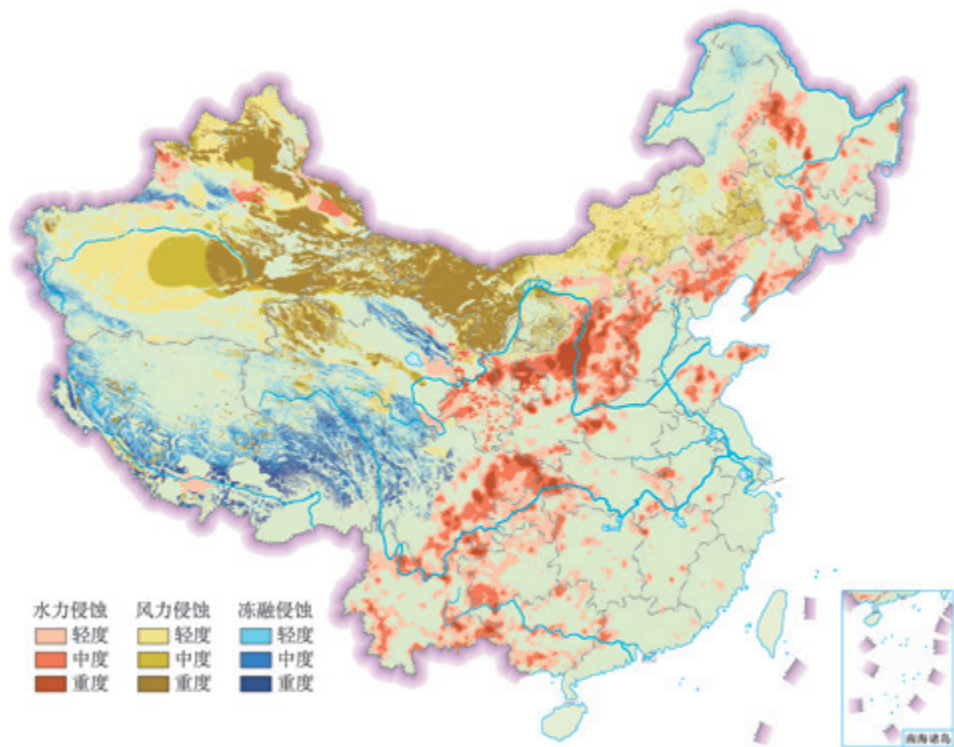 水力侵蚀 风力侵蚀 冻融侵蚀
轻度 轻度 轻度
中度 中度 中度
重度 重度 重度
南海诸岛